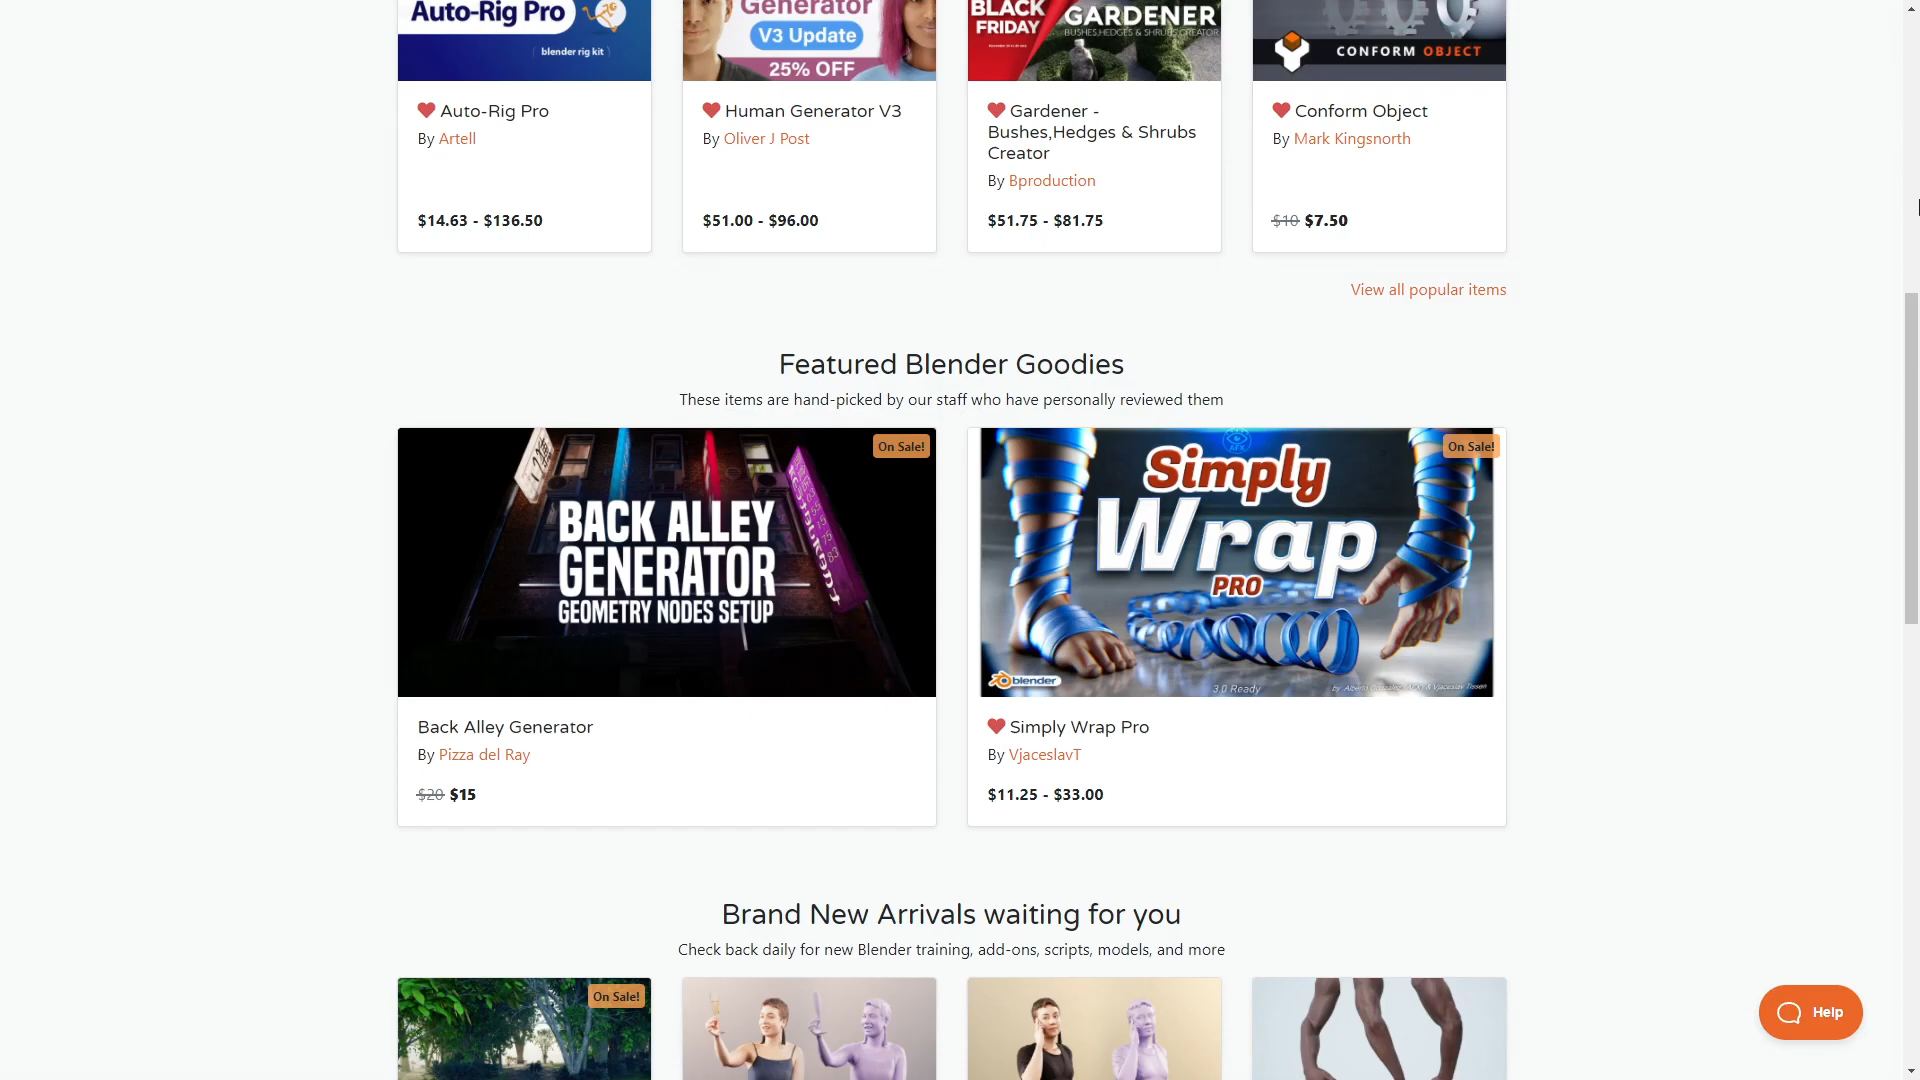 Auto-Rig Pro
blender rig kit
Generator
V3 Update
25% OFF
BLACK
FRIDAY
GARDENER
BUSHES,HEDGES & SHRUBS CREATOR
CONFORM OBJECT
Auto-Rig Pro
By Artell
$14.63 - $136.50
Human Generator V3
By Oliver J Post
$51.00 - $96.00
Gardener -
Bushes,Hedges & Shrubs
Creator
By Bproduction
$51.75 - $81.75
Conform Object
By Mark Kingsnorth
$10 $7.50
View all popular items
Featured Blender Goodies
These items are hand-picked by our staff who have personally reviewed them
On Sale!
BACK ALLEY
GENERATOR
GEOMETRY NODES SETUP
Back Alley Generator
By Pizza del Ray
$20 $15
On Sale!
Simply
Wrap
PRO
blender
3.0 Ready
Simply Wrap Pro
By VjaceslavT
$11.25 - $33.00
Brand New Arrivals waiting for you
Check back daily for new Blender training, add-ons, scripts, models, and more
On Sale!
Help